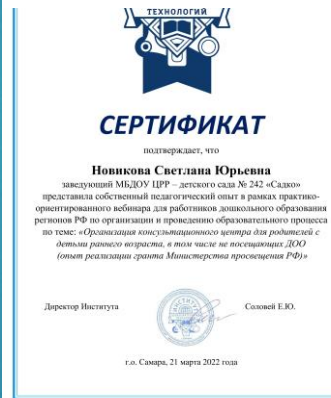 ТЕХНОЛОГИЙ
СЕРТИФИКАТ
подтверждает, что
Новикова Светлана Юрьевна
заведующий МБДОУ ЦРР – детского сада № 242 «Садко»
представила собственный педагогический опыт в рамках практико-
ориентированного вебинара для работников дошкольного образования
регионов РФ по организации и проведению образовательного процесса
по теме: «Организация консультационного центра для родителей с
детьми раннего возраста, в том числе не посещающих ДОО
(опыт реализации гранта Министерства просвещения РФ)»
Директор Института
Соловей Е.Ю.
г.о. Самара, 21 марта 2022 года